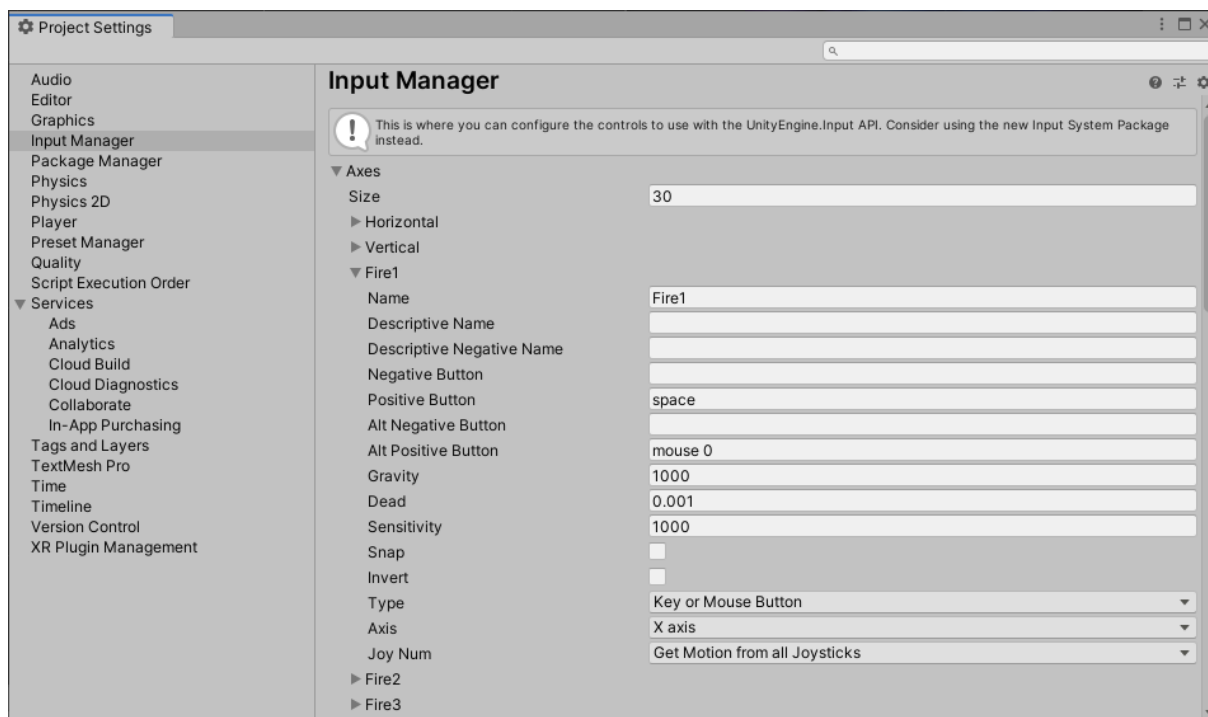 Project Settings
Audio
Editor
Graphics
Input Manager
Package Manager
Physics
Physics 2D
Player
Preset Manager
Quality
Script Execution Order
Services
Ads
Analytics
Cloud Build
Cloud Diagnostics
Collaborate
In-App Purchasing
Tags and Layers
TextMesh Pro
Time
Timeline
Version Control
XR Plugin Management
Input Manager
This is where you can configure the controls to use with the UnityEngine.Input API. Consider using the new Input System Package
instead.
Axes
Size 30
Horizontal
Vertical
Fire1
Name Fire1
Descriptive Name
Descriptive Negative Name
Negative Button
Positive Button space
Alt Negative Button
Alt Positive Button mouse 0
Gravity 1000
Dead 0.001
Sensitivity 1000
Snap
Invert
Type Key or Mouse Button
Axis X axis
Joy Num Get Motion from all Joysticks
Fire2
Fire3